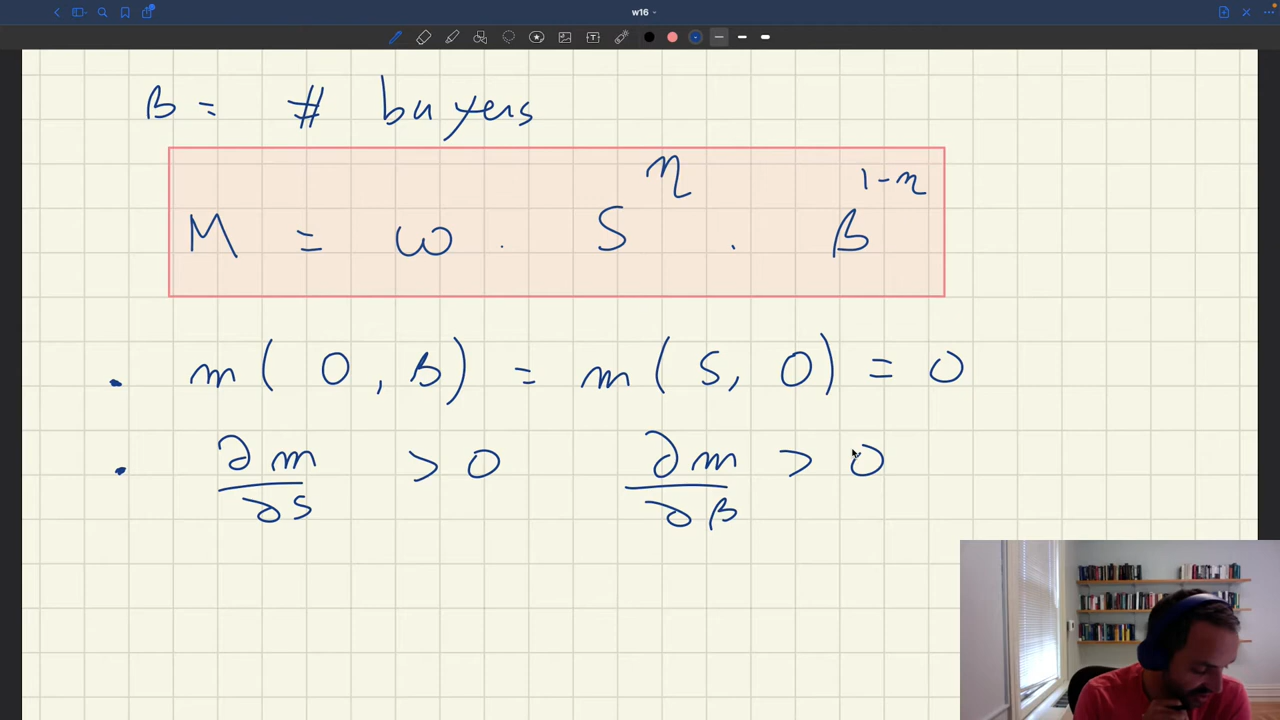 w16
B = # buyers
M = ω · S^η · B^{1-η}
• m(0, B) = m(S, 0) = 0
• ∂m/∂S > 0 ∂m/∂B > 0